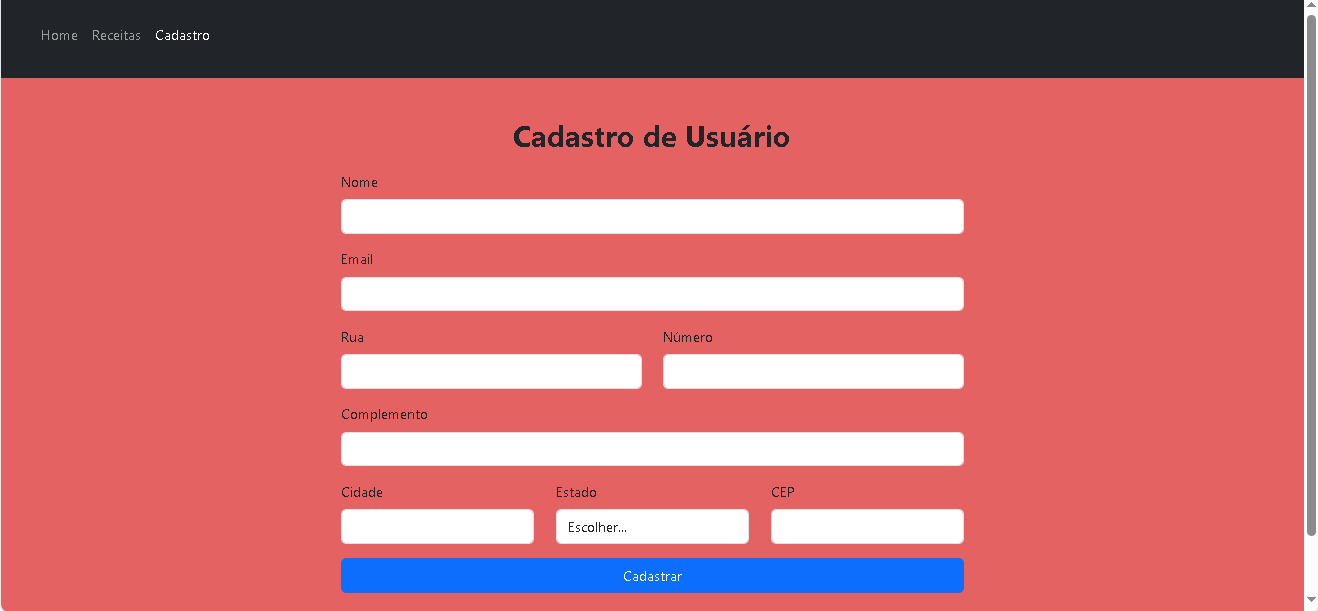 Home Receitas Cadastro
Cadastro de Usuário
Nome
Email
Rua Número
Complemento
Cidade Estado CEP
Escolher...
Cadastrar